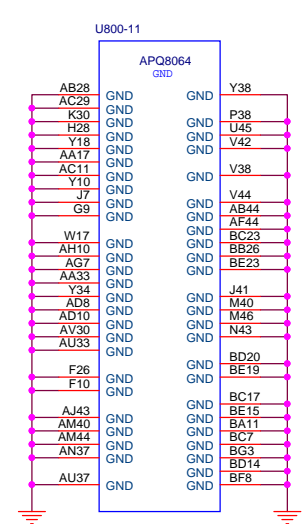 U800-11
APQ8064
GND
AB28 GND GND Y38
AC29 GND
K30 GND GND P38
H28 GND GND U45
Y18 GND GND V42
AA17 GND
AC11 GND GND V38
Y10 GND
J7 GND GND V44
G9 GND GND AB44
GND AF44
W17 GND GND BC23
AH10 GND GND BB26
AG7 GND GND BE23
AA33 GND
Y34 GND GND J41
AD8 GND GND M40
AD10 GND GND M46
AV30 GND GND N43
AU33 GND
GND BD20
F26 GND GND BE19
F10 GND
GND BC17
AJ43 GND GND BE15
AM40 GND GND BA11
AM44 GND GND BC7
AN37 GND GND BG3
GND BD14
AU37 GND GND BF8